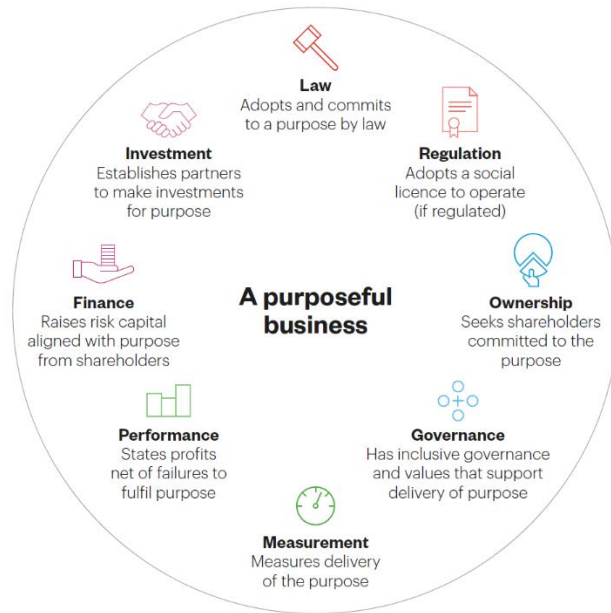 Law
Adopts and commits
to a purpose by law
Regulation
Adopts a social
licence to operate
(if regulated)
Ownership
Seeks shareholders
committed to the
purpose
Governance
Has inclusive governance
and values that support
delivery of purpose
Measurement
Measures delivery
of the purpose
Performance
States profits
net of failures to
fulfil purpose
Finance
Raises risk capital
aligned with purpose
from shareholders
Investment
Establishes partners
to make investments
for purpose
A purposeful
business